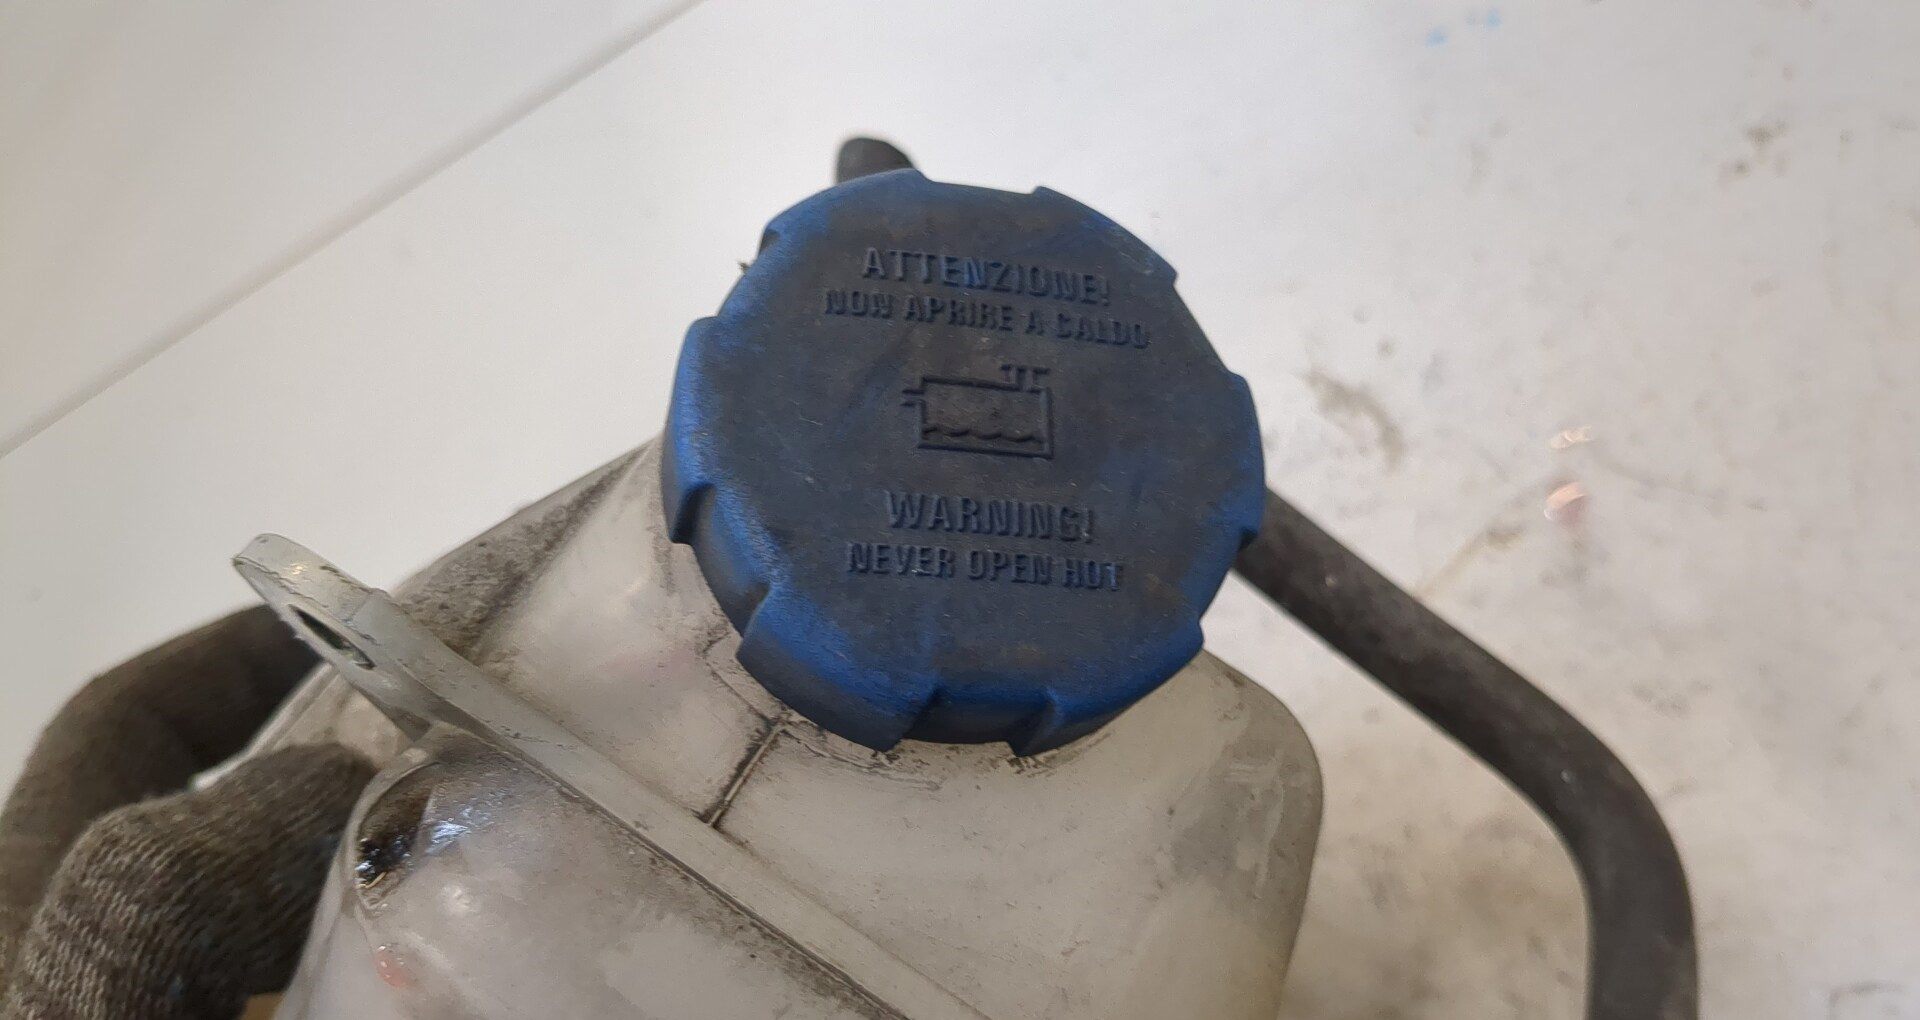 ATTENZIONE!
NON APRIRE A CALDO
WARNING!
NEVER OPEN HOT